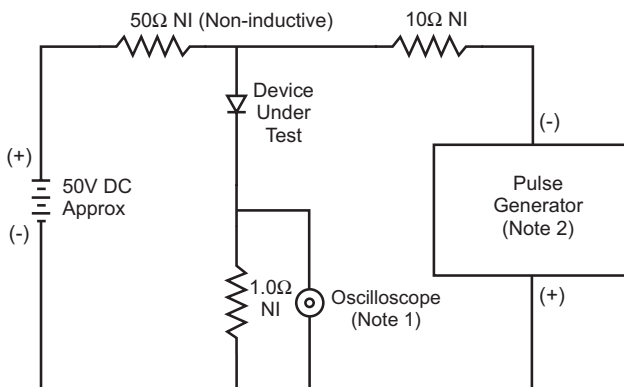 50Ω NI (Non-inductive)
10Ω NI
Device
Under
Test
(-)
(+)
50V DC
Approx
(-)
Pulse
Generator
(Note 2)
1.0Ω
NI
Oscilloscope
(Note 1)
(+)